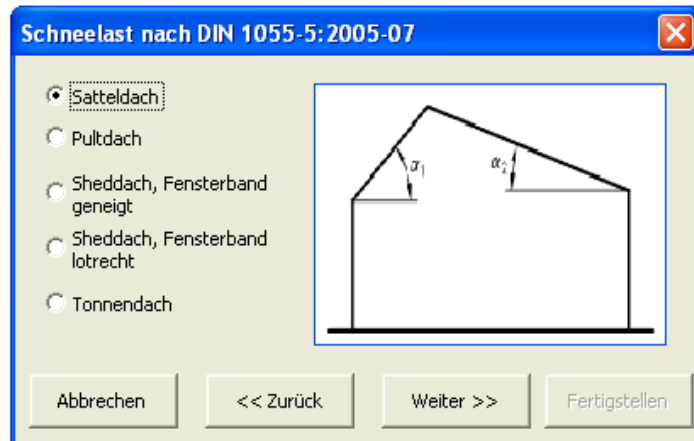 Schneelast nach DIN 1055-5:2005-07
Satteldach
Pultdach
Sheddach, Fensterband
geneigt
Sheddach, Fensterband
lotrecht
Tonnendach
α1
α2
Abbrechen
<< Zurück
Weiter >>
Fertigstellen